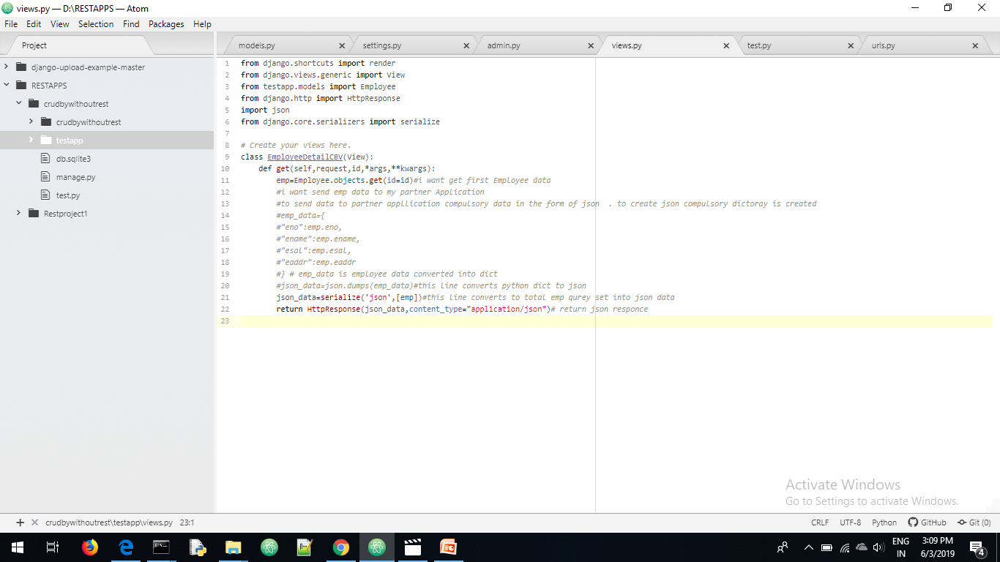 views.py — D:\RESTAPPS — Atom
File Edit View Selection Find Packages Help
Project
models.py settings.py admin.py views.py test.py urls.py
django-upload-example-master
RESTAPPS
crudbywithoutrest
crudbywithoutrest
testapp
db.sqlite3
manage.py
test.py
Restproject1
1 from django.shortcuts import render
2 from django.views.generic import View
3 from testapp.models import Employee
4 from django.http import HttpResponse
5 import json
6 from django.core.serializers import serialize
7
8 # Create your views here.
9 class EmployeeDetailCBV(View):
10 def get(self,request,id,*args,**kwargs):
11 emp=Employee.objects.get(id=id)#i want get first Employee data
12 #i want send emp data to my partner Application
13 #to send data to partner appllication compulsory data in the form of json  . to create json compulsory dictoray is created
14 #emp_data={
15 #"eno":emp.eno,
16 #"ename":emp.ename,
17 #"esal":emp.esal,
18 #"eaddr":emp.eaddr
19 #} # emp_data is employee data converted into dict
20 #json_data=json.dumps(emp_data)#this line converts python dict to json
21 json_data=serialize('json',[emp])#this line converts to total emp qurey set into json data
22 return HttpResponse(json_data,content_type="application/json")# return json responce
23
Activate Windows
Go to Settings to activate Windows.
crudbywithoutrest\testapp\views.py 23:1 CRLF UTF-8 Python GitHub Git (0)
ENG
IN
3:09 PM
6/3/2019
4